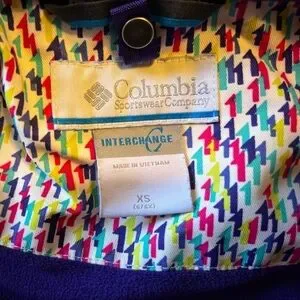 Columbia
Sportswear Company
INTERCHANGE
MADE IN VIETNAM
XS
(6/6X)